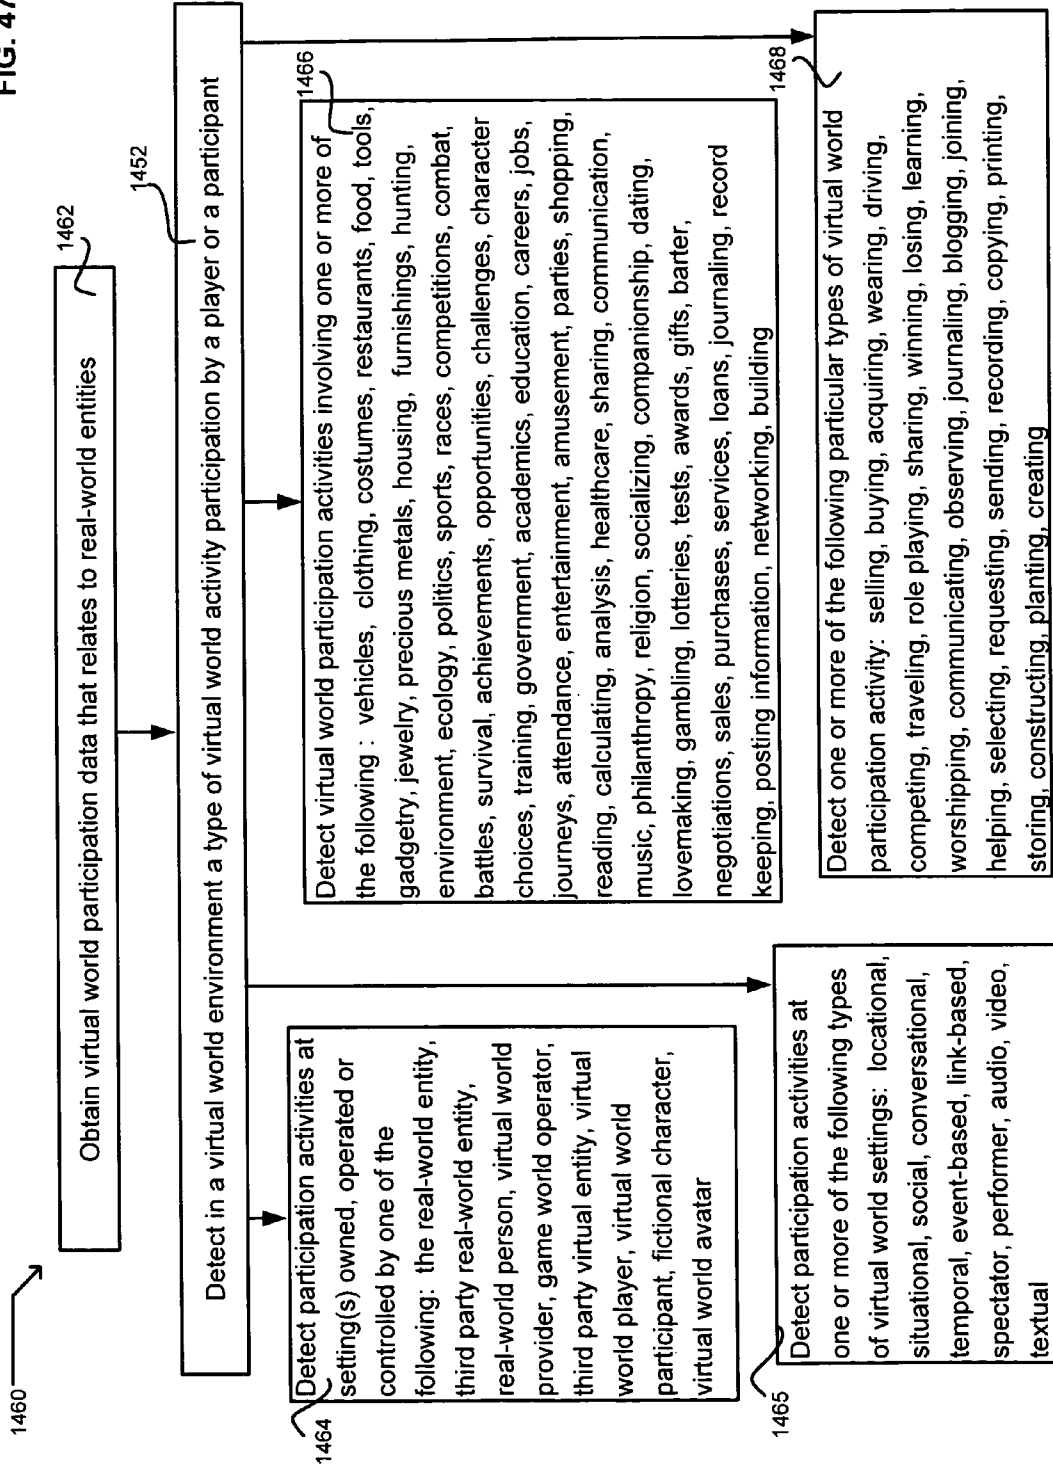 FIG. 47
1460
1462
Obtain virtual world participation data that relates to real-world entities
1452
Detect in a virtual world environment a type of virtual world activity participation by a player or a participant
1464
Detect participation activities at
setting(s) owned, operated or
controlled by one of the
following: the real-world entity,
third party real-world entity,
real-world person, virtual world
provider, game world operator,
third party virtual entity, virtual
world player, virtual world
participant, fictional character,
virtual world avatar
1466
Detect virtual world participation activities involving one or more of
the following : vehicles, clothing, costumes, restaurants, food, tools,
gadgetry, jewelry, precious metals, housing, furnishings, hunting,
environment, ecology, politics, sports, races, competitions, combat,
battles, survival, achievements, opportunities, challenges, character
choices, training, government, academics, education, careers, jobs,
journeys, attendance, entertainment, amusement, parties, shopping,
reading, calculating, analysis, healthcare, sharing, communication,
music, philanthropy, religion, socializing, companionship, dating,
lovemaking, gambling, lotteries, tests, awards, gifts, barter,
negotiations, sales, purchases, services, loans, journaling, record
keeping, posting information, networking, building
1465
Detect participation activities at
one or more of the following types
of virtual world settings: locational,
situational, social, conversational,
temporal, event-based, link-based,
spectator, performer, audio, video,
textual
1468
Detect one or more of the following particular types of virtual world
participation activity: selling, buying, acquiring, wearing, driving,
competing, traveling, role playing, sharing, winning, losing, learning,
worshipping, communicating, observing, journaling, blogging, joining,
helping, selecting, requesting, sending, recording, copying, printing,
storing, constructing, planting, creating